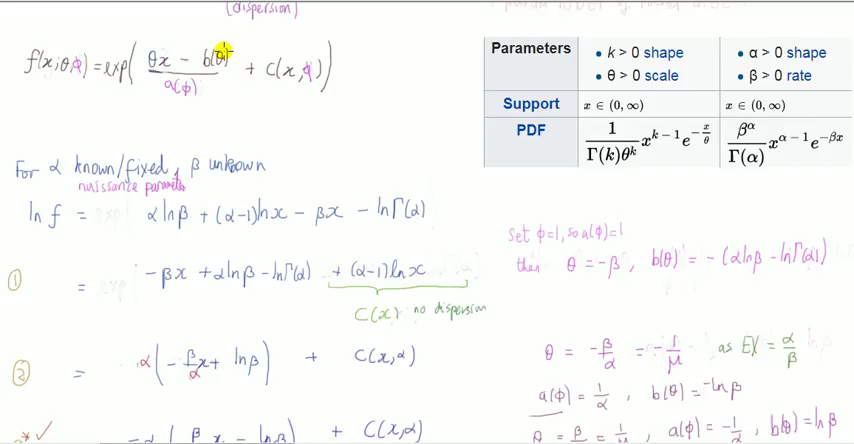 (dispersion)
f(x;θ,φ) = exp( θx − b(θ) / a(φ) + c(x,φ) )
Parameters
• k > 0 shape
• θ > 0 scale
• α > 0 shape
• β > 0 rate
Support
x ∈ (0, ∞)
x ∈ (0, ∞)
PDF
1/(Γ(k)θ^k) x^{k−1} e^{−x/θ}
β^α/Γ(α) x^{α−1} e^{−βx}
For α known/fixed, β unknown
nuissance parameter
ln f = α ln β + (α−1) ln x − βx − ln Γ(α)
① = −βx + α ln β − ln Γ(α) + (α−1) ln x
C(x) no dispersion
set φ=1, so a(φ)=1
then θ = −β, b(θ) = −(α ln β − ln Γ(α))
② = α( −β/α x + ln β ) + C(x,α)
θ = −β/α = −1/μ as EX = α/β
a(φ) = 1/α, b(θ) = −ln β
= −α( β/α x − ln β ) + C(x,α)
θ = β/α = 1/μ, a(φ) = −1/α, b(θ) = ln β